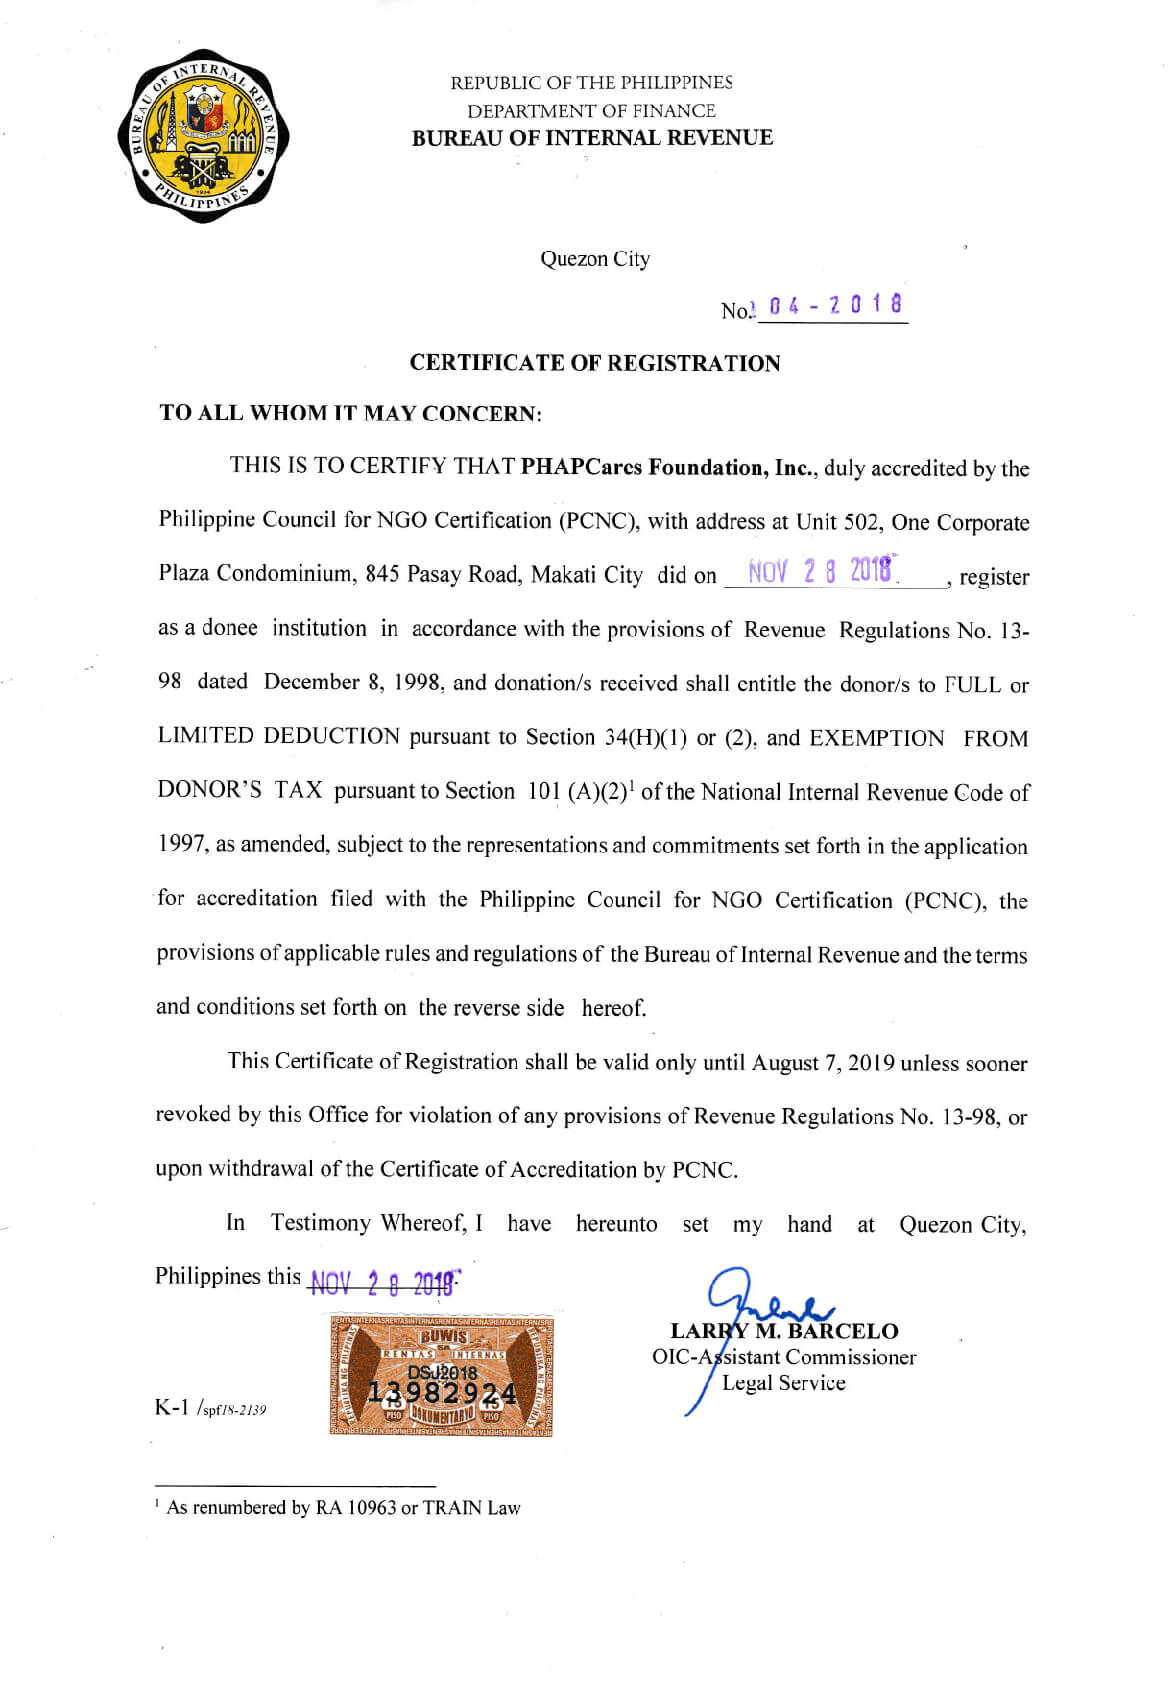 BUREAU OF INTERNAL REVENUE
PHILIPPINES
REPUBLIC OF THE PHILIPPINES
DEPARTMENT OF FINANCE
BUREAU OF INTERNAL REVENUE
Quezon City
No. 104-2018
CERTIFICATE OF REGISTRATION
TO ALL WHOM IT MAY CONCERN:
THIS IS TO CERTIFY THAT PHAPCares Foundation, Inc., duly accredited by the
Philippine Council for NGO Certification (PCNC), with address at Unit 502, One Corporate
Plaza Condominium, 845 Pasay Road, Makati City did on NOV 28 2018, register
as a donee institution in accordance with the provisions of Revenue Regulations No. 13-
98 dated December 8, 1998, and donation/s received shall entitle the donor/s to FULL or
LIMITED DEDUCTION pursuant to Section 34(H)(1) or (2), and EXEMPTION FROM
DONOR'S TAX pursuant to Section 101 (A)(2)¹ of the National Internal Revenue Code of
1997, as amended, subject to the representations and commitments set forth in the application
for accreditation filed with the Philippine Council for NGO Certification (PCNC), the
provisions of applicable rules and regulations of the Bureau of Internal Revenue and the terms
and conditions set forth on the reverse side hereof.
This Certificate of Registration shall be valid only until August 7, 2019 unless sooner
revoked by this Office for violation of any provisions of Revenue Regulations No. 13-98, or
upon withdrawal of the Certificate of Accreditation by PCNC.
In Testimony Whereof, I have hereunto set my hand at Quezon City,
Philippines this NOV 28 2018
LARRY M. BARCELO
OIC-Assistant Commissioner
Legal Service
BUWIS
SA
RENTAS INTERNAS
DSJ2018
13982924
15 15
PISO DOKUMENTARYO PISO
REPUBLIKA NG PILIPINAS
K-1 /spf18-2139
¹ As renumbered by RA 10963 or TRAIN Law